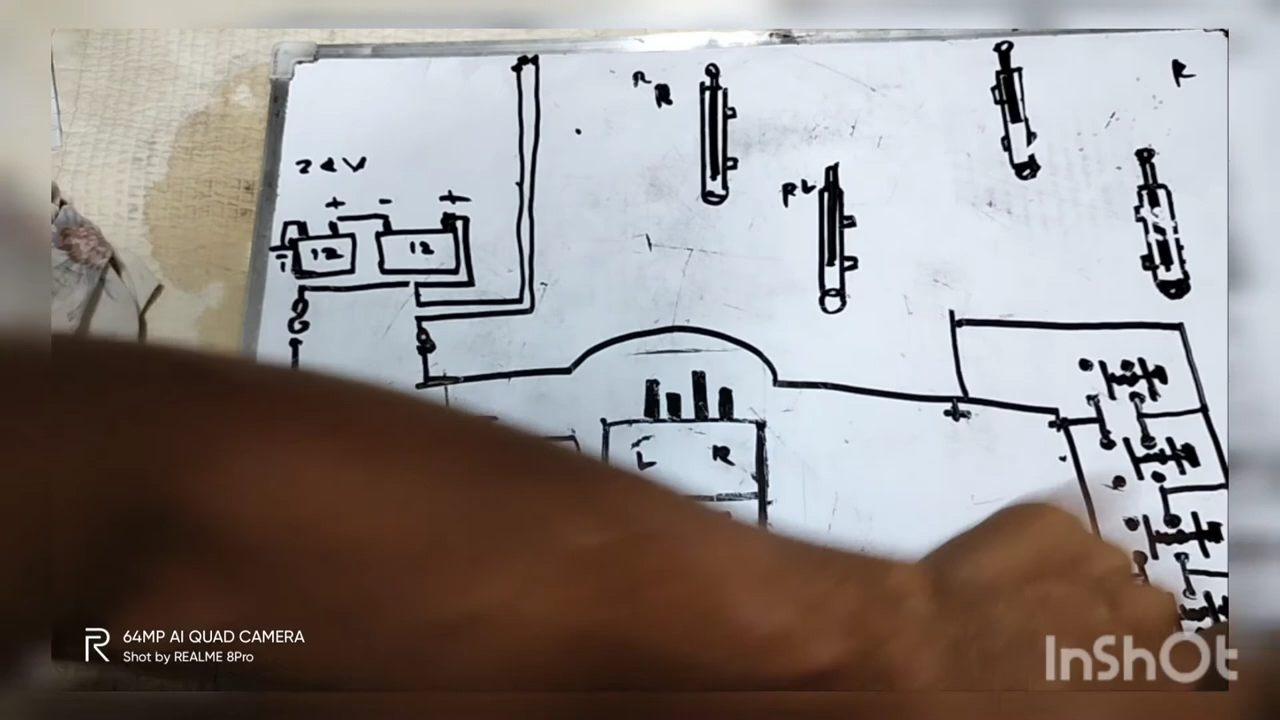 R
R
R
24V
RL
+ - +
12 12
L R
64MP AI QUAD CAMERA
Shot by REALME 8Pro
InShOt